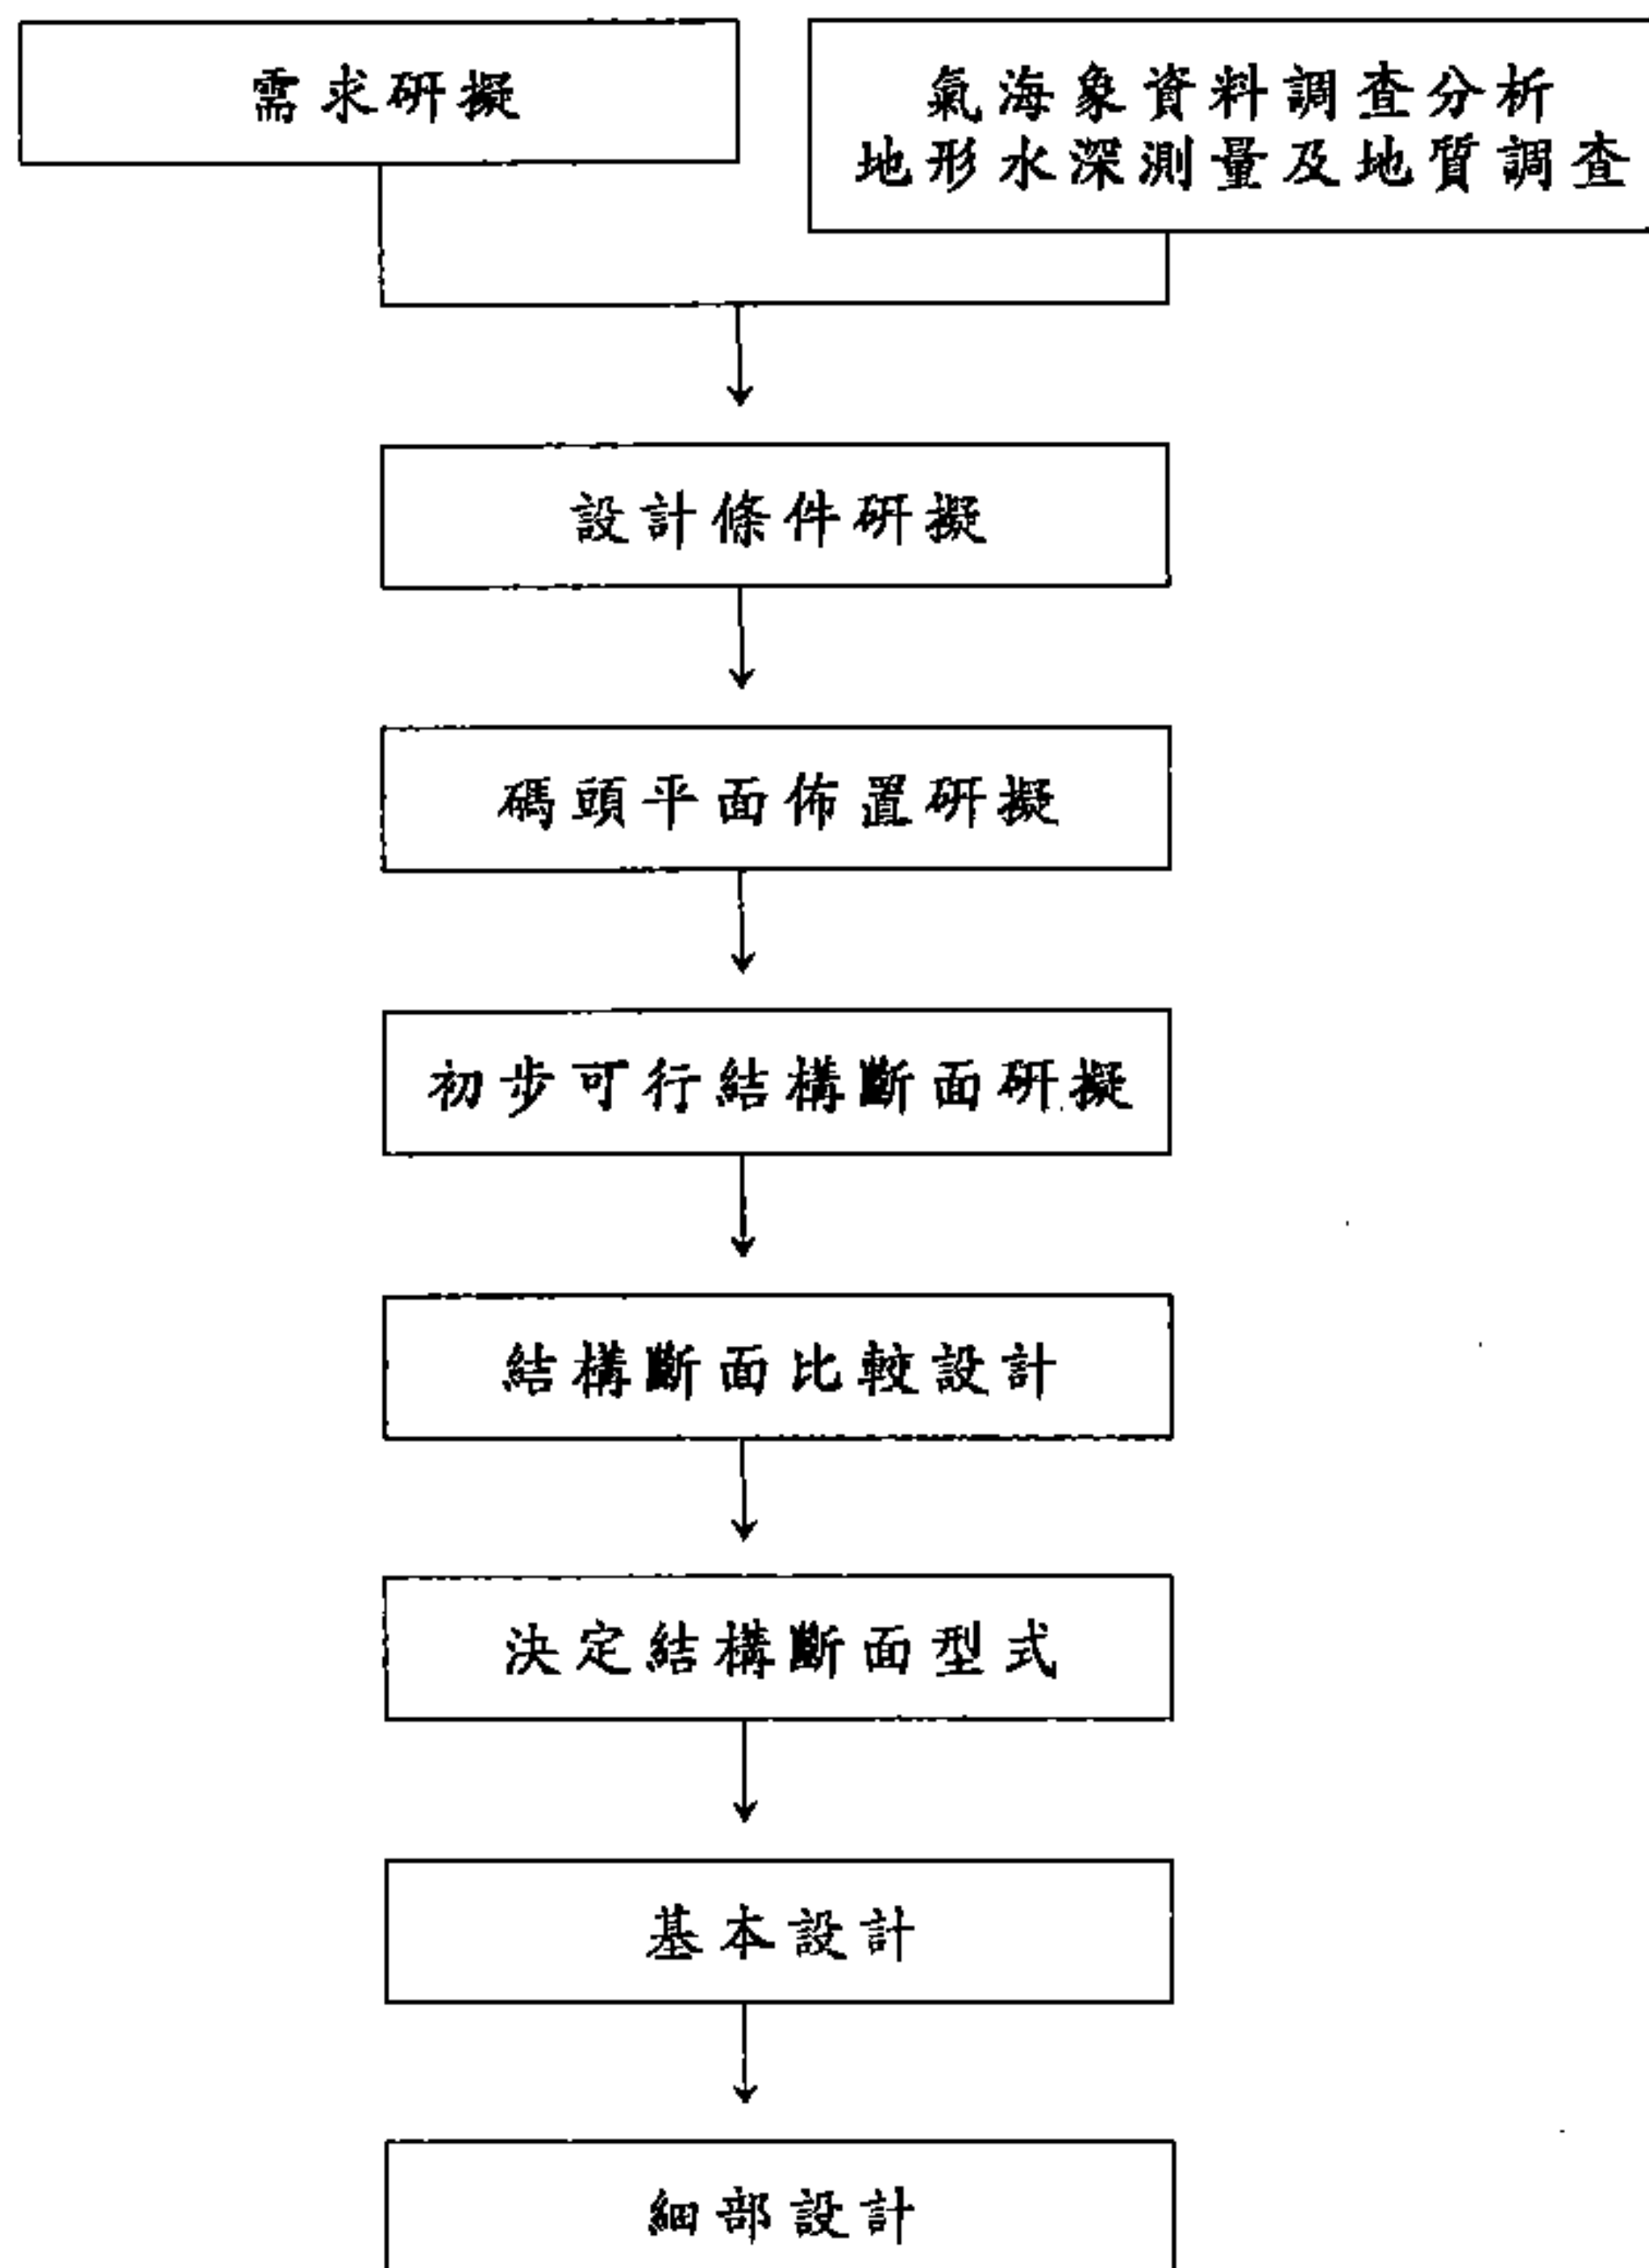 需求研擬
氣海象資料調查分析
地形水深測量及地質調查
設計條件研擬
碼頭平面佈置研擬
初步可行結構斷面研擬
結構斷面比較設計
決定結構斷面型式
基本設計
細部設計